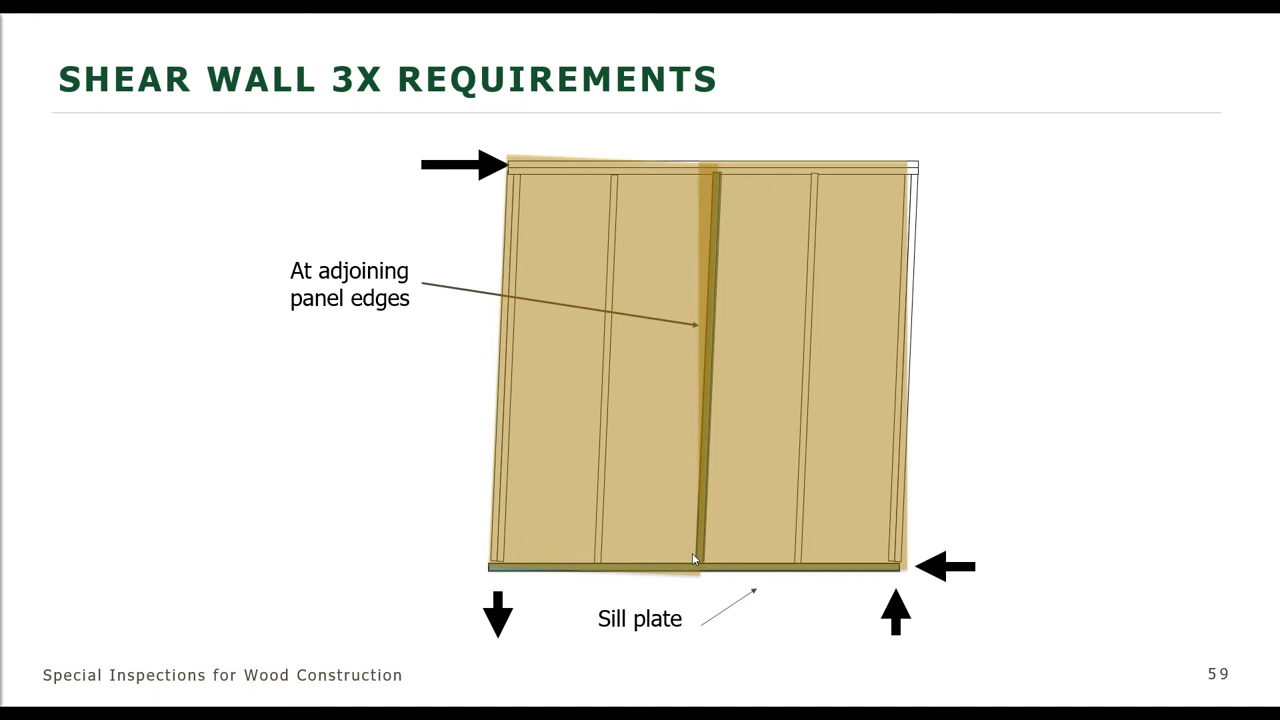 SHEAR WALL 3X REQUIREMENTS
At adjoining
panel edges
Sill plate
Special Inspections for Wood Construction
59